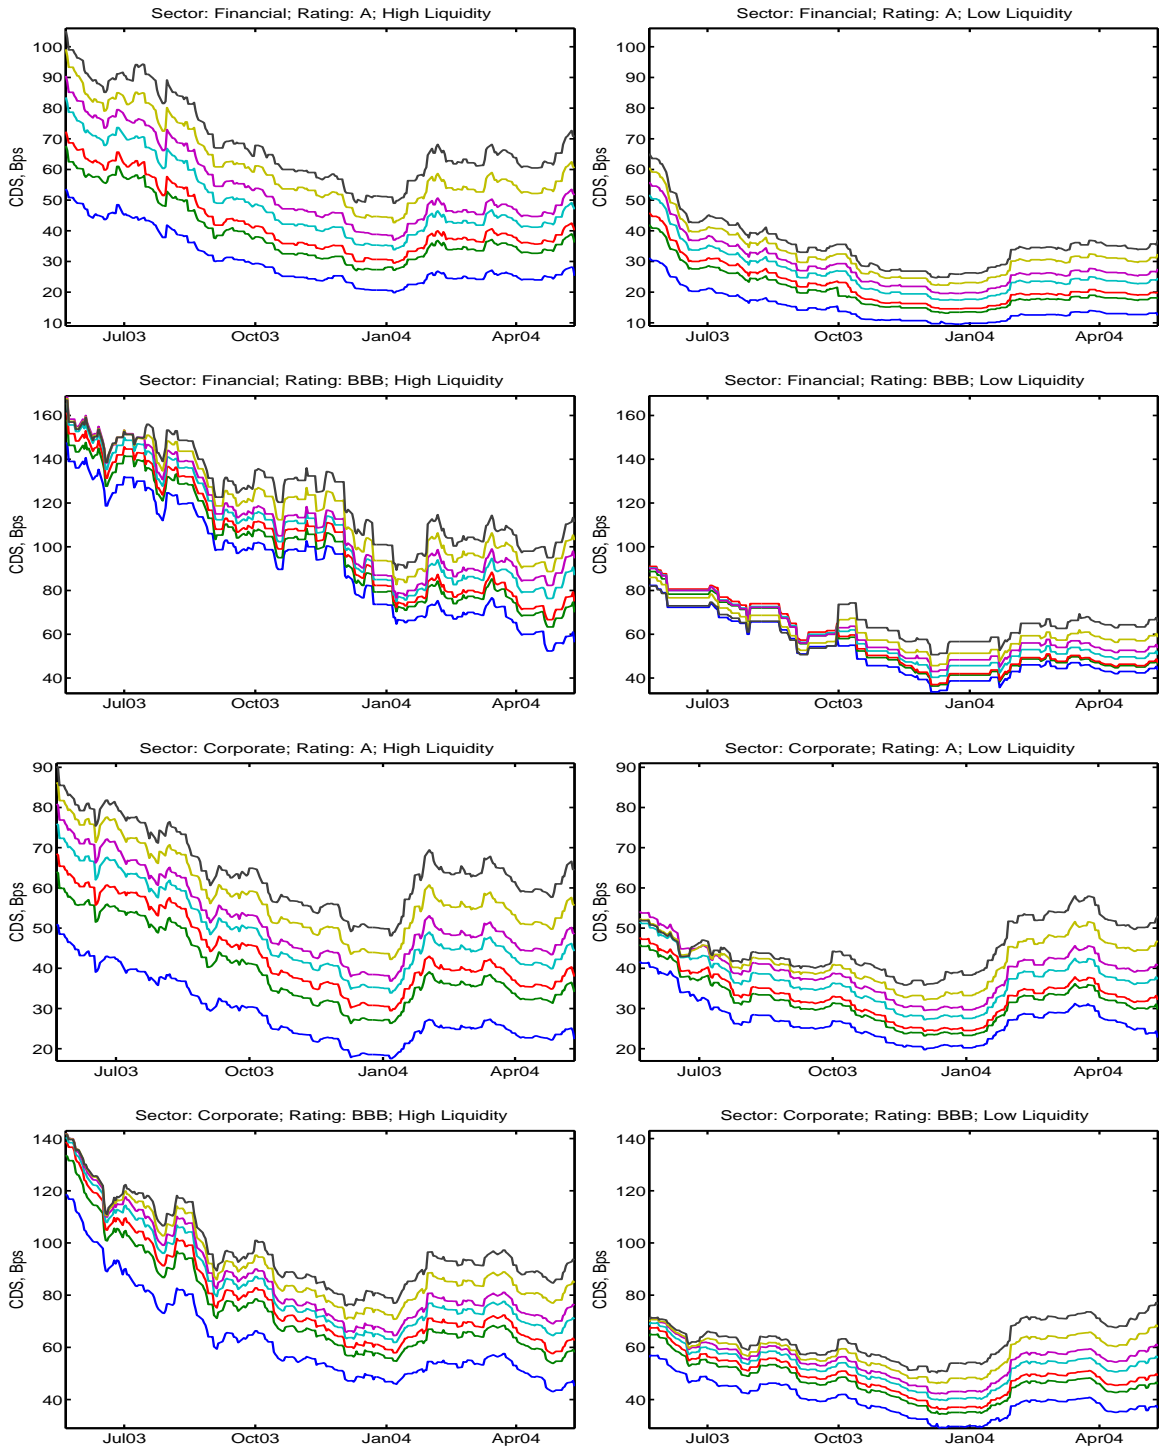 Sector: Financial; Rating: A; High Liquidity
CDS, Bps
100
90
80
70
60
50
40
30
20
10
Jul03 Oct03 Jan04 Apr04
Sector: Financial; Rating: A; Low Liquidity
CDS, Bps
100
90
80
70
60
50
40
30
20
10
Jul03 Oct03 Jan04 Apr04
Sector: Financial; Rating: BBB; High Liquidity
CDS, Bps
160
140
120
100
80
60
40
Jul03 Oct03 Jan04 Apr04
Sector: Financial; Rating: BBB; Low Liquidity
CDS, Bps
160
140
120
100
80
60
40
Jul03 Oct03 Jan04 Apr04
Sector: Corporate; Rating: A; High Liquidity
CDS, Bps
90
80
70
60
50
40
30
20
Jul03 Oct03 Jan04 Apr04
Sector: Corporate; Rating: A; Low Liquidity
CDS, Bps
90
80
70
60
50
40
30
20
Jul03 Oct03 Jan04 Apr04
Sector: Corporate; Rating: BBB; High Liquidity
CDS, Bps
140
120
100
80
60
40
Jul03 Oct03 Jan04 Apr04
Sector: Corporate; Rating: BBB; Low Liquidity
CDS, Bps
140
120
100
80
60
40
Jul03 Oct03 Jan04 Apr04